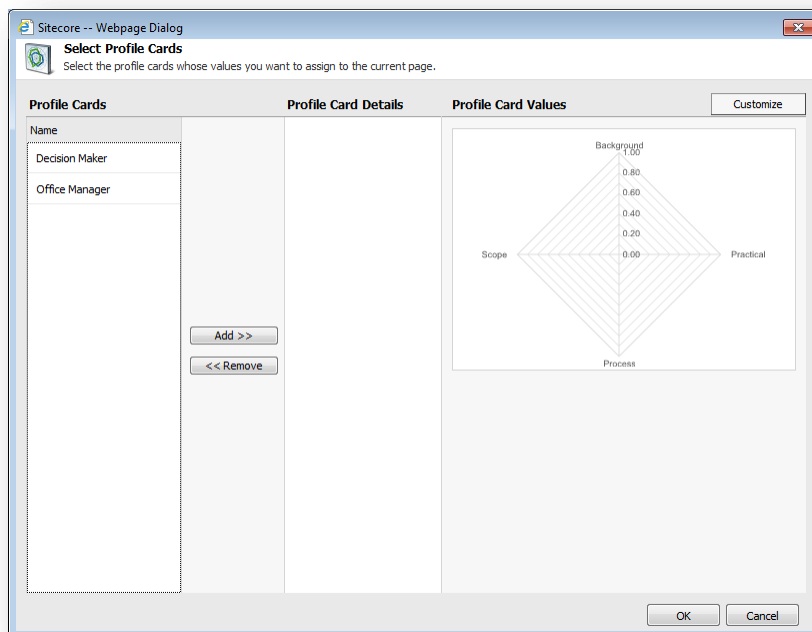 Sitecore -- Webpage Dialog
Select Profile Cards
Select the profile cards whose values you want to assign to the current page.
Profile Cards
Profile Card Details
Profile Card Values
Customize
Name
Decision Maker
Office Manager
Add >>
<< Remove
Background
1.00
0.80
0.60
0.40
0.20
0.00
Scope
Practical
Process
OK
Cancel